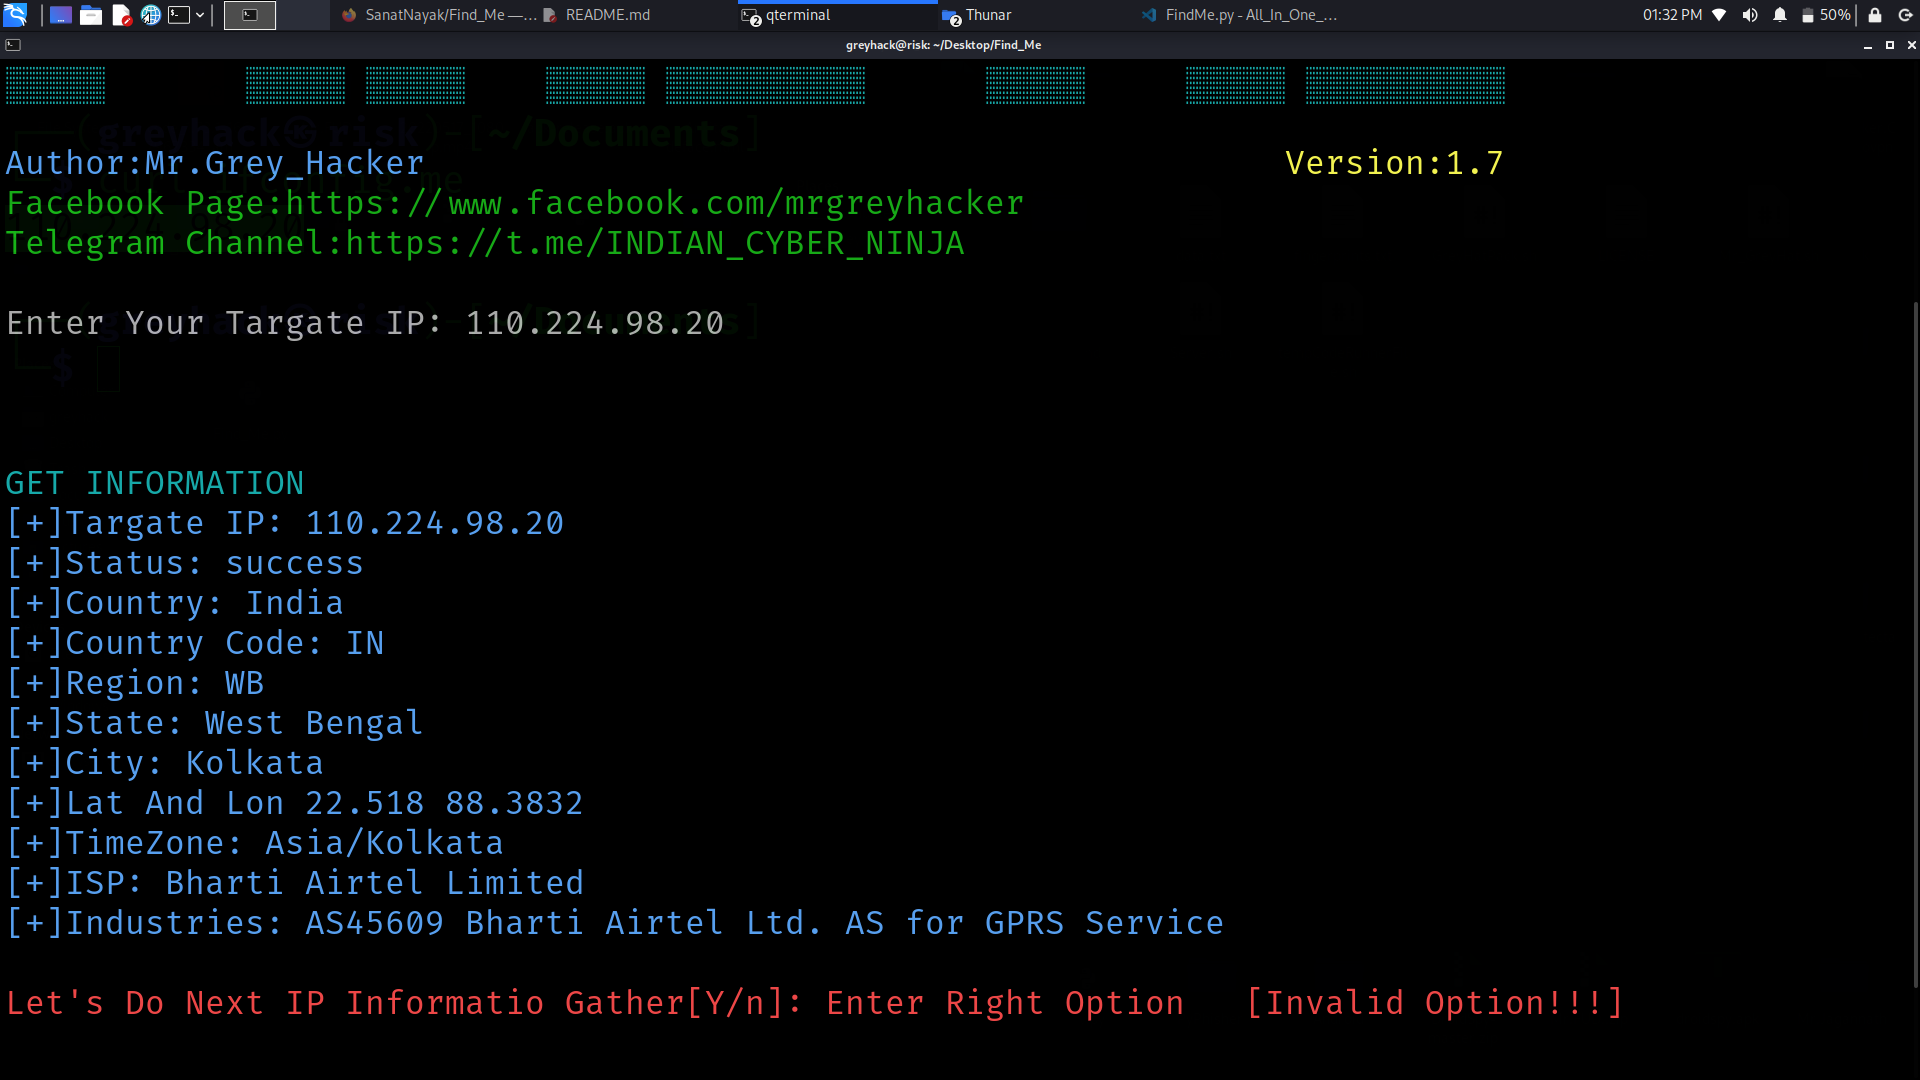 SanatNayak/Find_Me —...
README.md
qterminal
Thunar
FindMe.py - All_In_One_...
01:32 PM
50%
greyhack@risk: ~/Desktop/Find_Me
Author:Mr.Grey_Hacker Version:1.7
Facebook Page:https://www.facebook.com/mrgreyhacker
Telegram Channel:https://t.me/INDIAN_CYBER_NINJA
Enter Your Targate IP: 110.224.98.20
GET INFORMATION
[+]Targate IP: 110.224.98.20
[+]Status: success
[+]Country: India
[+]Country Code: IN
[+]Region: WB
[+]State: West Bengal
[+]City: Kolkata
[+]Lat And Lon 22.518 88.3832
[+]TimeZone: Asia/Kolkata
[+]ISP: Bharti Airtel Limited
[+]Industries: AS45609 Bharti Airtel Ltd. AS for GPRS Service
Let's Do Next IP Informatio Gather[Y/n]: Enter Right Option [Invalid Option!!!]